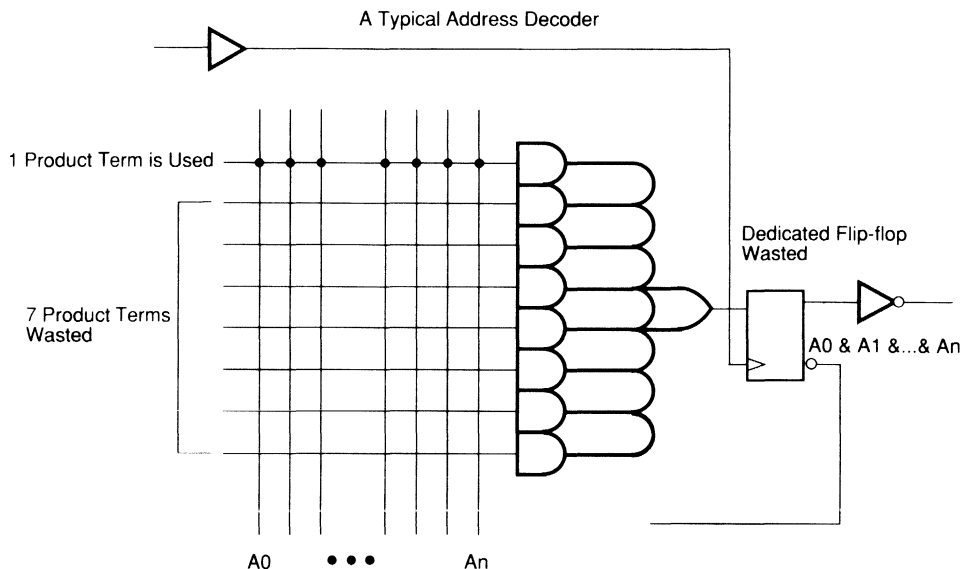 A Typical Address Decoder
1 Product Term is Used
Dedicated Flip-flop
Wasted
7 Product Terms
Wasted
A0 & A1 &...& An
A0 • • • An